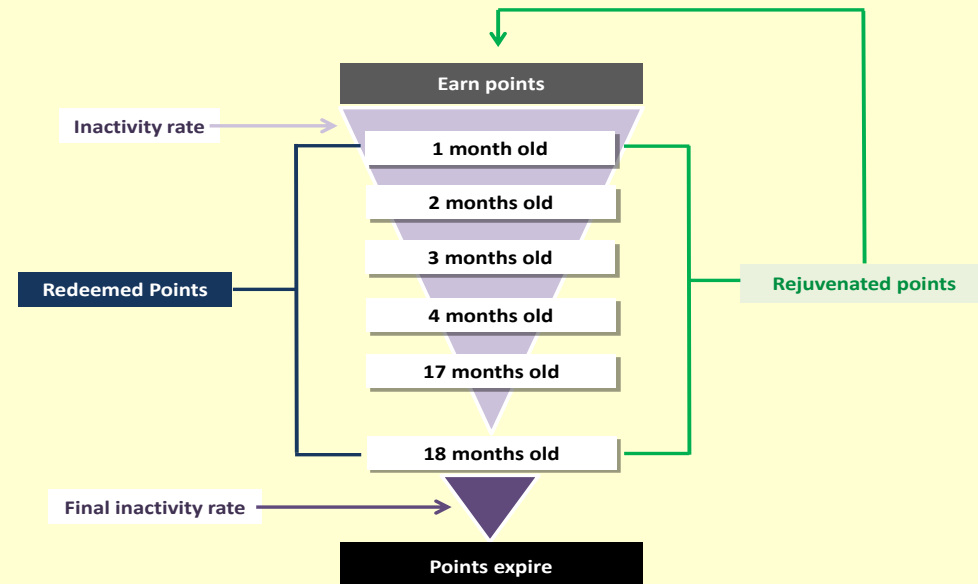 Earn points
Inactivity rate
1 month old
2 months old
3 months old
Redeemed Points
Rejuvenated points
4 months old
17 months old
18 months old
Final inactivity rate
Points expire